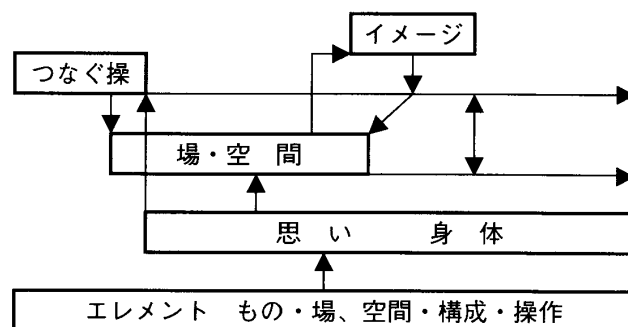 イメージ
つなぐ操
場・空　間
思　い　　　身　体
エレメント　もの・場、空間・構成・操作